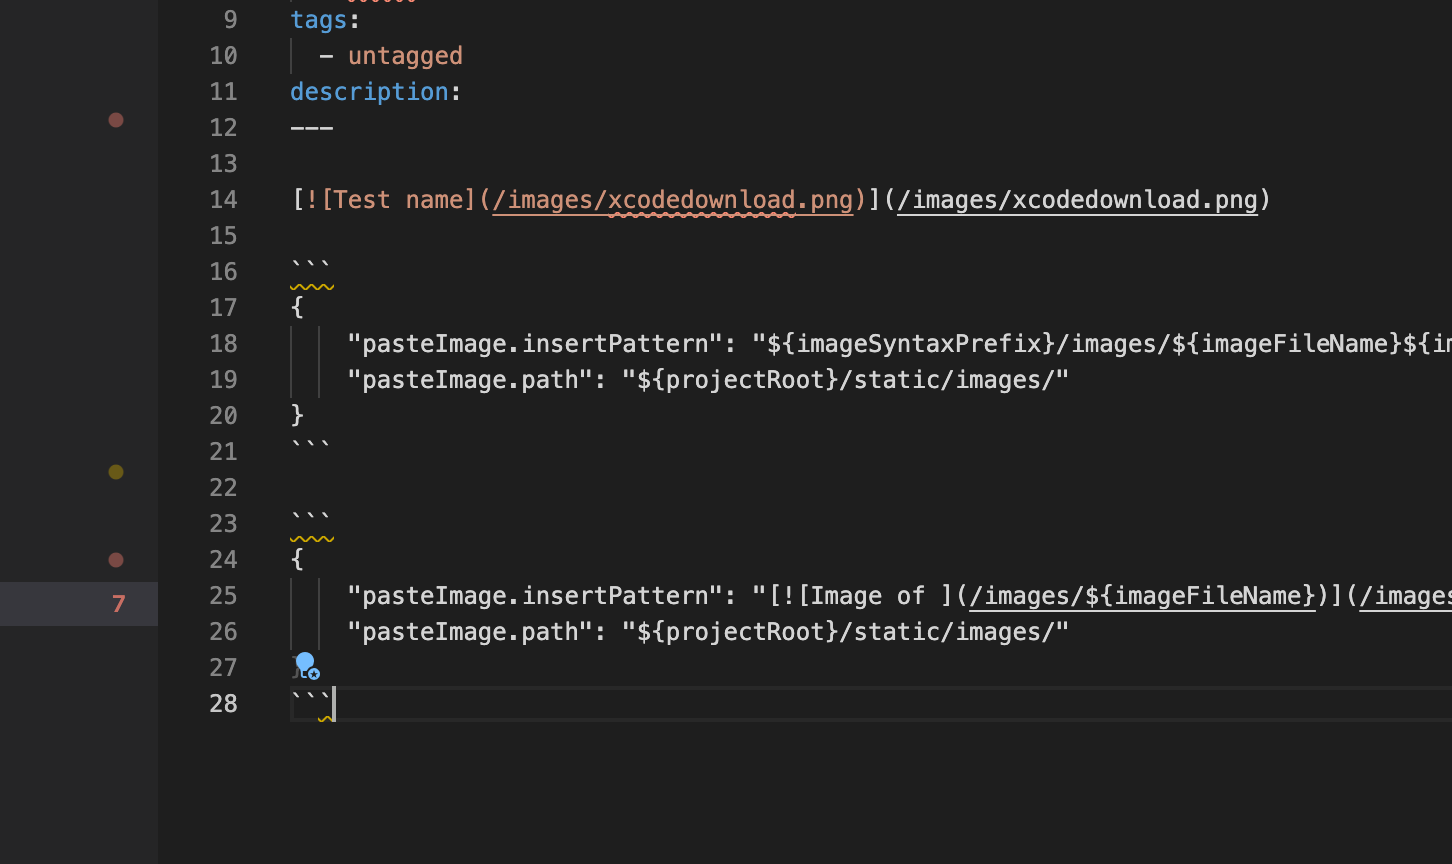 9 tags:
10 - untagged
11 description:
12 ---
13
14 [![Test name](/images/xcodedownload.png)](/images/xcodedownload.png)
15
16 ```
17 {
18 "pasteImage.insertPattern": "${imageSyntaxPrefix}/images/${imageFileName}${im
19 "pasteImage.path": "${projectRoot}/static/images/"
20 }
21 ```
22
23 ```
24 {
25 "pasteImage.insertPattern": "[![Image of ](/images/${imageFileName})](/images
26 "pasteImage.path": "${projectRoot}/static/images/"
7
27 }
28 ```